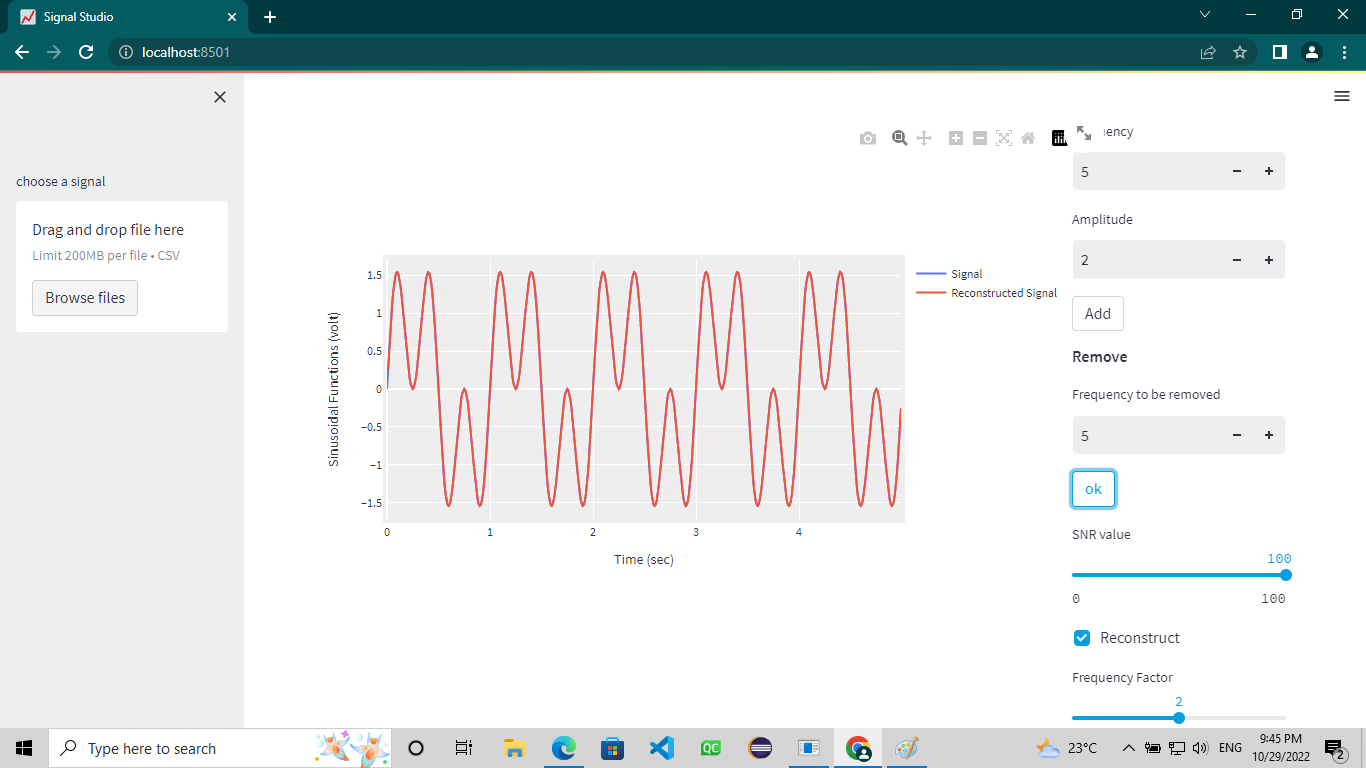 Signal Studio
localhost:8501
choose a signal
Drag and drop file here
Limit 200MB per file • CSV
Browse files
Sinusoidal Functions (volt)
1.5
1
0.5
0
−0.5
−1
−1.5
0 1 2 3 4
Time (sec)
Signal
Reconstructed Signal
iency
5
Amplitude
2
Add
Remove
Frequency to be removed
5
ok
SNR value
100
0 100
Reconstruct
Frequency Factor
2
Type here to search
QC
23°C
ENG
9:45 PM
10/29/2022
2